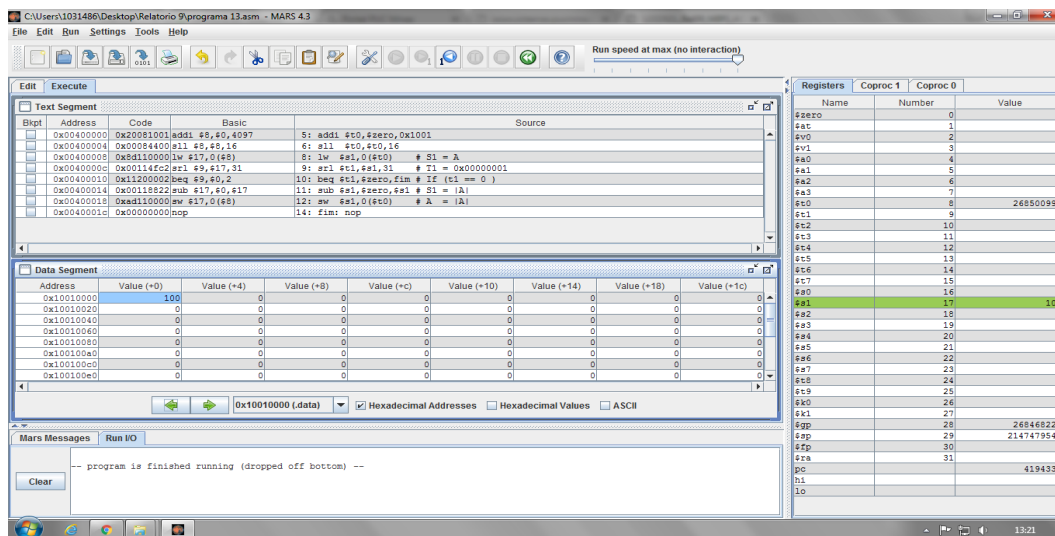 C:\Users\1031486\Desktop\Relatorio 9\programa 13.asm - MARS 4.3
File Edit Run Settings Tools Help
Run speed at max (no interaction)
Edit Execute
Text Segment
Bkpt Address Code Basic Source
0x00400000 0x20081001 addi $8,$0,4097 5: addi $t0,$zero,0x1001
0x00400004 0x00084400 sll $8,$8,16 6: sll $t0,$t0,16
0x00400008 0x8d110000 lw $17,0($8) 8: lw $s1,0($t0) # S1 = A
0x0040000c 0x00114fc2 srl $9,$17,31 9: srl $t1,$s1,31 # T1 = 0x00000001
0x00400010 0x11200002 beq $9,$0,2 10: beq $t1,$zero,fim # If (t1 == 0 )
0x00400014 0x00118822 sub $17,$0,$17 11: sub $s1,$zero,$s1 # S1 = |A|
0x00400018 0xad110000 sw $17,0($8) 12: sw $s1,0($t0) # A = |A|
0x0040001c 0x00000000 nop 14: fim: nop
Data Segment
Address Value (+0) Value (+4) Value (+8) Value (+c) Value (+10) Value (+14) Value (+18) Value (+1c)
0x10010000 100 0 0 0 0 0 0 0
0x10010020 0 0 0 0 0 0 0 0
0x10010040 0 0 0 0 0 0 0 0
0x10010060 0 0 0 0 0 0 0 0
0x10010080 0 0 0 0 0 0 0 0
0x100100a0 0 0 0 0 0 0 0 0
0x100100c0 0 0 0 0 0 0 0 0
0x100100e0 0 0 0 0 0 0 0 0
0x10010000 (.data) Hexadecimal Addresses Hexadecimal Values ASCII
Mars Messages Run I/O
-- program is finished running (dropped off bottom) --
Clear
Registers Coproc 1 Coproc 0
Name Number Value
$zero 0
$at 1
$v0 2
$v1 3
$a0 4
$a1 5
$a2 6
$a3 7
$t0 8 26850099
$t1 9
$t2 10
$t3 11
$t4 12
$t5 13
$t6 14
$t7 15
$s0 16
$s1 17 10
$s2 18
$s3 19
$s4 20
$s5 21
$s6 22
$s7 23
$t8 24
$t9 25
$k0 26
$k1 27
$gp 28 26846822
$sp 29 214747954
$fp 30
$ra 31
pc 419433
hi
lo
13:21